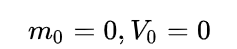 m₀ = 0, V₀ = 0